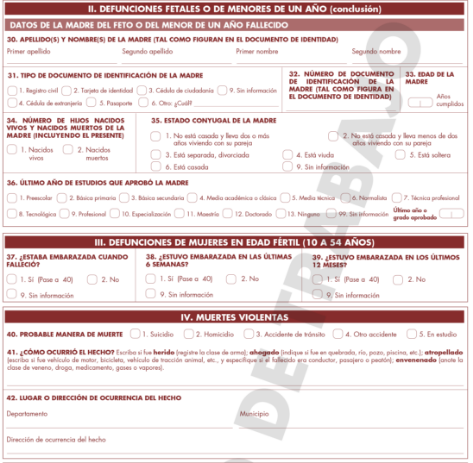 II. DEFUNCIONES FETALES O DE MENORES DE UN AÑO (conclusión)
DATOS DE LA MADRE DEL FETO O DEL MENOR DE UN AÑO FALLECIDO
30. APELLIDO(S) Y NOMBRE(S) DE LA MADRE (TAL COMO FIGURAN EN EL DOCUMENTO DE IDENTIDAD)
Primer apellido Segundo apellido Primer nombre Segundo nombre
31. TIPO DE DOCUMENTO DE IDENTIFICACIÓN DE LA MADRE
1. Registro civil 2. Tarjeta de identidad 3. Cédula de ciudadanía 9. Sin información
4. Cédula de extranjería 5. Pasaporte 6. Otro ¿Cuál?
32. NÚMERO DE DOCUMENTO
DE IDENTIFICACIÓN DE LA
MADRE (TAL COMO FIGURA EN
EL DOCUMENTO DE IDENTIDAD)
33. EDAD DE LA
MADRE
Años
cumplidos
34. NÚMERO DE HIJOS NACIDOS
VIVOS Y NACIDOS MUERTOS DE LA
MADRE (INCLUYENDO EL PRESENTE)
1. Nacidos vivos 2. Nacidos muertos
35. ESTADO CONYUGAL DE LA MADRE
1. No está casada y lleva dos o más
años viviendo con su pareja
2. No está casada y lleva menos de dos
años viviendo con su pareja
3. Está separada, divorciada 4. Está viuda 5. Está soltera
6. Está casada 9. Sin información
36. ÚLTIMO AÑO DE ESTUDIOS QUE APROBÓ LA MADRE
1. Preescolar 2. Básica primaria 3. Básica secundaria 4. Media académica o clásica 5. Media técnica 6. Normalista 7. Técnica profesional
8. Tecnológica 9. Profesional 10. Especialización 11. Maestría 12. Doctorado 13. Ninguno 99. Sin información Último año o
grado aprobado
III. DEFUNCIONES DE MUJERES EN EDAD FÉRTIL (10 A 54 AÑOS)
37. ¿ESTABA EMBARAZADA CUANDO
FALLECIÓ?
1. Sí (Pase a 40) 2. No
9. Sin información
38. ¿ESTUVO EMBARAZADA EN LAS ÚLTIMAS
6 SEMANAS?
1. Sí (Pase a 40) 2. No
9. Sin información
39. ¿ESTUVO EMBARAZADA EN LOS ÚLTIMOS
12 MESES?
1. Sí (Pase a 40) 2. No
9. Sin información
IV. MUERTES VIOLENTAS
40. PROBABLE MANERA DE MUERTE 1. Suicidio 2. Homicidio 3. Accidente de tránsito 4. Otro accidente 5. En estudio
41. ¿CÓMO OCURRIÓ EL HECHO? Escriba si fue herido (registre la clase de arma); ahogado (indique si fue en quebrada, río, pozo, piscina, etc.); atropellado
(escriba si fue vehículo de motor, bicicleta, vehículo de tracción animal, etc., y especifique si el fallecido era conductor, pasajero o peatón); envenenado (anote la
clase de veneno, droga, medicamento, gases o vapores).
42. LUGAR O DIRECCIÓN DE OCURRENCIA DEL HECHO
Departamento Municipio
Dirección de ocurrencia del hecho
DE TRABAJO